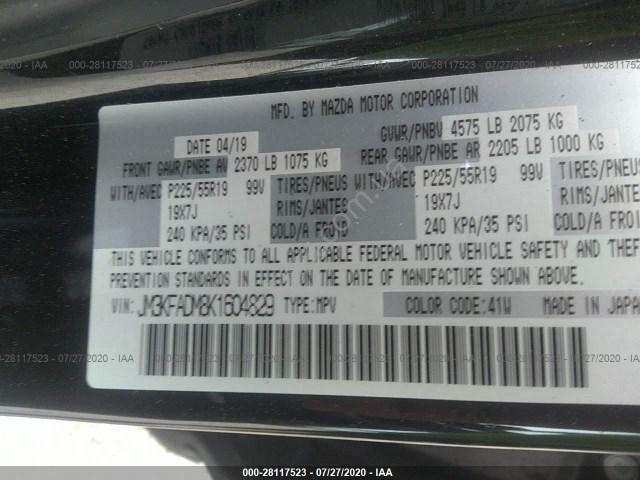 000-28117523 - 07/27/2020 - IAA
MFD. BY MAZDA MOTOR CORPORATION
DATE 04/19
GVWR/PNBV 4575 LB 2075 KG
FRONT GAWR/PNBE AV 2370 LB 1075 KG
REAR GAWR/PNBE AR 2205 LB 1000 KG
WITH/AVEC P225/55R19 99V TIRES/PNEUS WITH/AVEC P225/55R19 99V TIRES/PNEUS
19X7J RIMS/JANTES 19X7J RIMS/JANTES
240 KPA/35 PSI COLD/A FROID 240 KPA/35 PSI COLD/A FROI
THIS VEHICLE CONFORMS TO ALL APPLICABLE FEDERAL MOTOR VEHICLE SAFETY AND THEFT
PREVENTION STANDARDS IN EFFECT ON THE DATE OF MANUFACTURE SHOWN ABOVE.
VIN: JM3KFADM8K1604829 TYPE:MPV COLOR CODE:41W MADE IN JAPAN
000-28117523 - 07/27/2020 - IAA